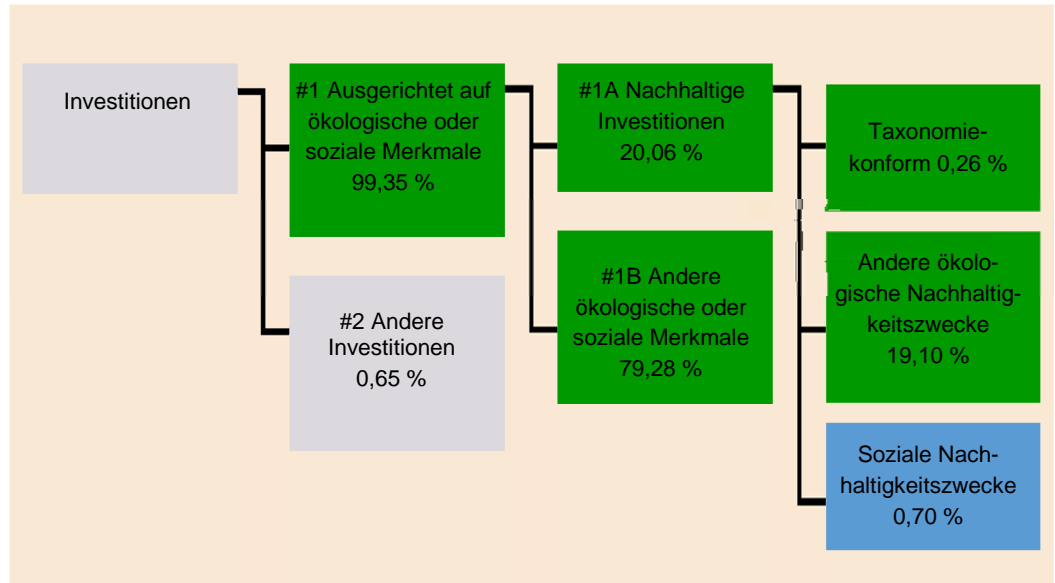 Investitionen
#1 Ausgerichtet auf
ökologische oder
soziale Merkmale
99,35 %
#2 Andere
Investitionen
0,65 %
#1A Nachhaltige
Investitionen
20,06 %
#1B Andere
ökologische oder
soziale Merkmale
79,28 %
Taxonomie-
konform 0,26 %
Andere ökolo-
gische Nachhaltig-
keitszwecke
19,10 %
Soziale Nach-
haltigkeitszwecke
0,70 %